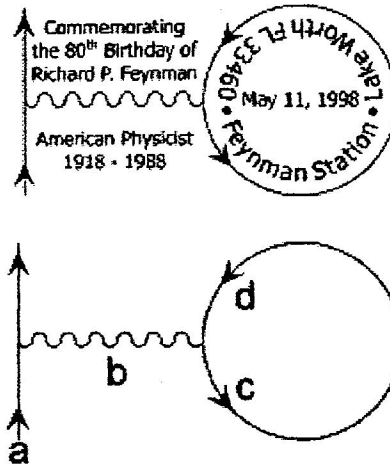 Commemorating
the 80th Birthday of
Richard P. Feynman
American Physicist
1918 - 1988
Lake Worth FL 33460
May 11, 1998
• Feynman Station •
d
b
c
a